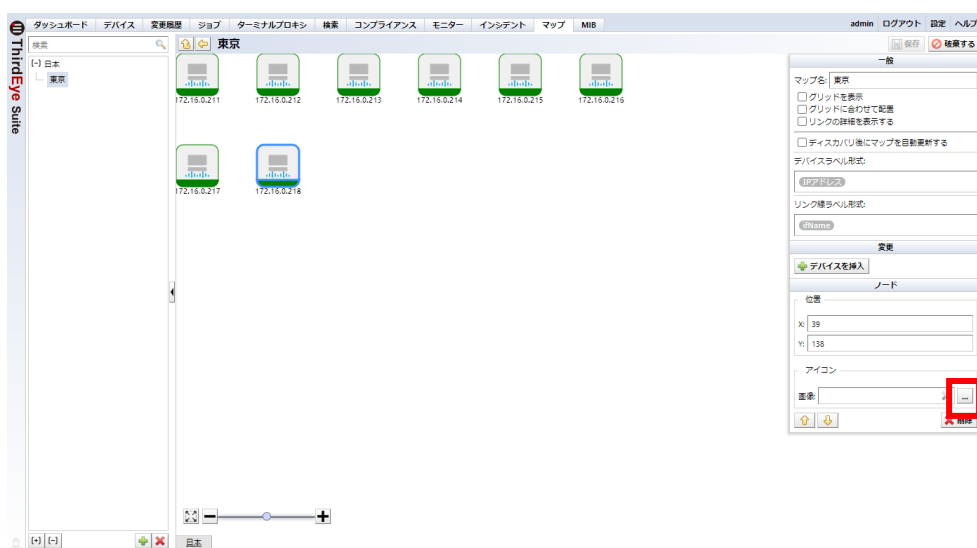 ThirdEye Suite
ダッシュボード デバイス 変更履歴 ジョブ ターミナルプロキシ 検索 コンプライアンス モニター インシデント マップ MIB admin ログアウト 設定 ヘルプ
検索
東京
保存 破棄する
[-] 日本
東京
172.16.0.211 172.16.0.212 172.16.0.213 172.16.0.214 172.16.0.215 172.16.0.216
172.16.0.217 172.16.0.218
一般
マップ名: 東京
グリッドを表示
グリッドに合わせて配置
リンクの詳細を表示する
ディスカバリ後にマップを自動更新する
デバイスラベル形式:
IPアドレス
リンク線ラベル形式:
ifName
変更
デバイスを挿入
ノード
位置
X: 39
Y: 138
アイコン
画像: ...
削除
[+] [-]
日本